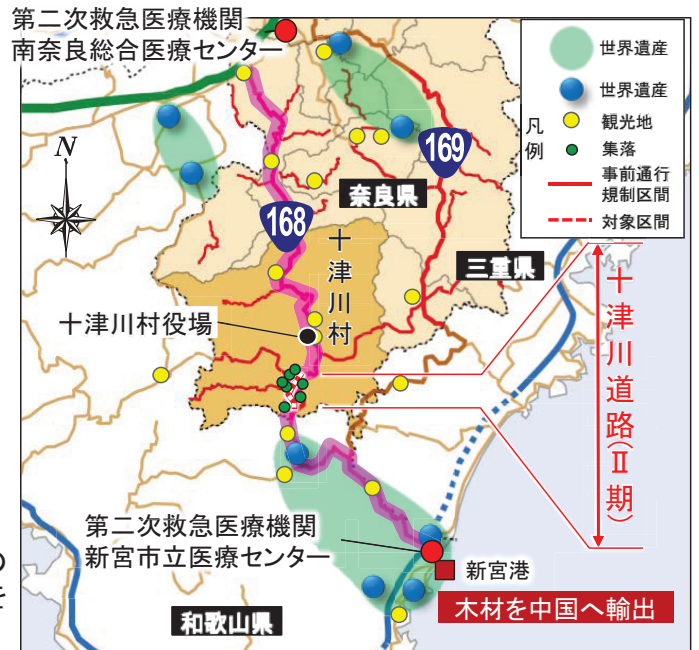 第二次救急医療機関
南奈良総合医療センター
世界遺産
世界遺産
凡例
観光地
集落
事前通行
規制区間
対象区間
N
169
奈良県
168
十津川村
三重県
十津川村役場
十津川道路(Ⅱ期)
第二次救急医療機関
新宮市立医療センター
新宮港
木材を中国へ輸出
和歌山県
の
を